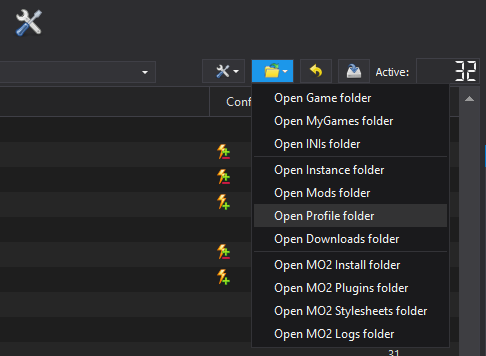 Active: 32
Conf
Open Game folder
Open MyGames folder
Open INIs folder
Open Instance folder
Open Mods folder
Open Profile folder
Open Downloads folder
Open MO2 Install folder
Open MO2 Plugins folder
Open MO2 Stylesheets folder
Open MO2 Logs folder
31